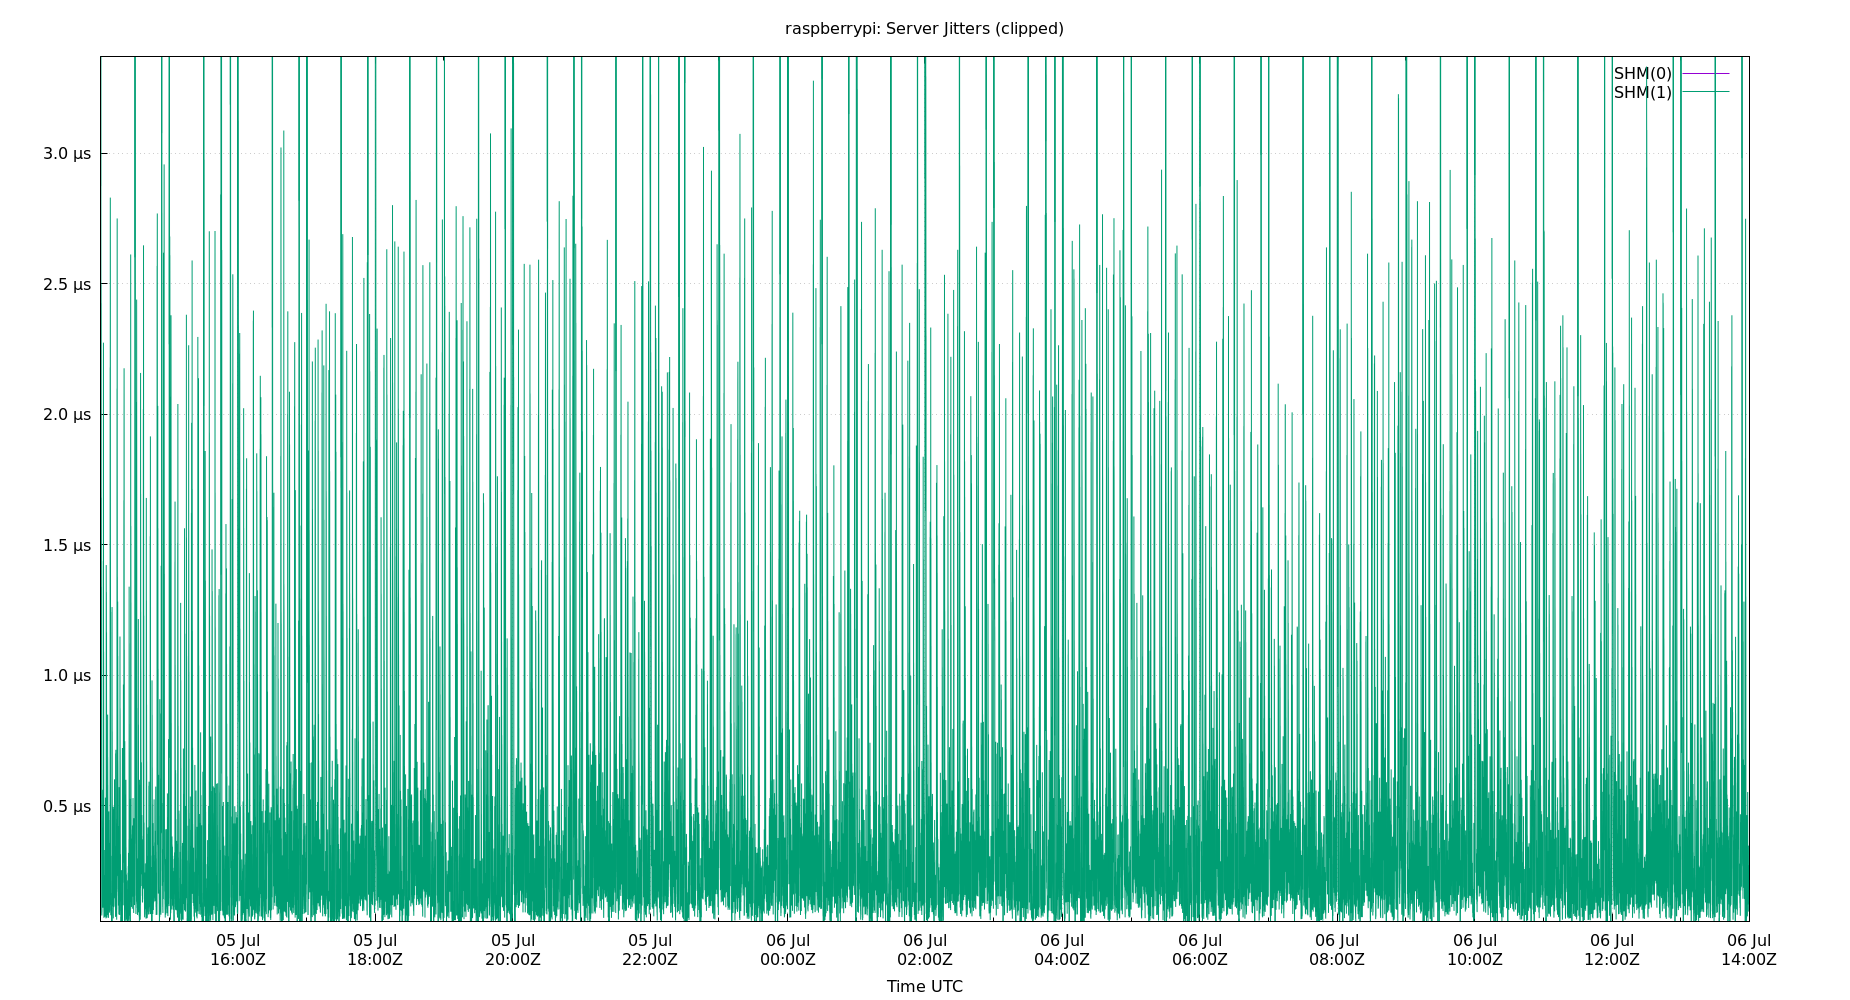 raspberrypi: Server Jitters (clipped)
SHM(0)
SHM(1)
3.0 µs
2.5 µs
2.0 µs
1.5 µs
1.0 µs
0.5 µs
05 Jul 05 Jul 05 Jul 05 Jul 06 Jul 06 Jul 06 Jul 06 Jul 06 Jul 06 Jul 06 Jul 06 Jul
16:00Z 18:00Z 20:00Z 22:00Z 00:00Z 02:00Z 04:00Z 06:00Z 08:00Z 10:00Z 12:00Z 14:00Z
Time UTC